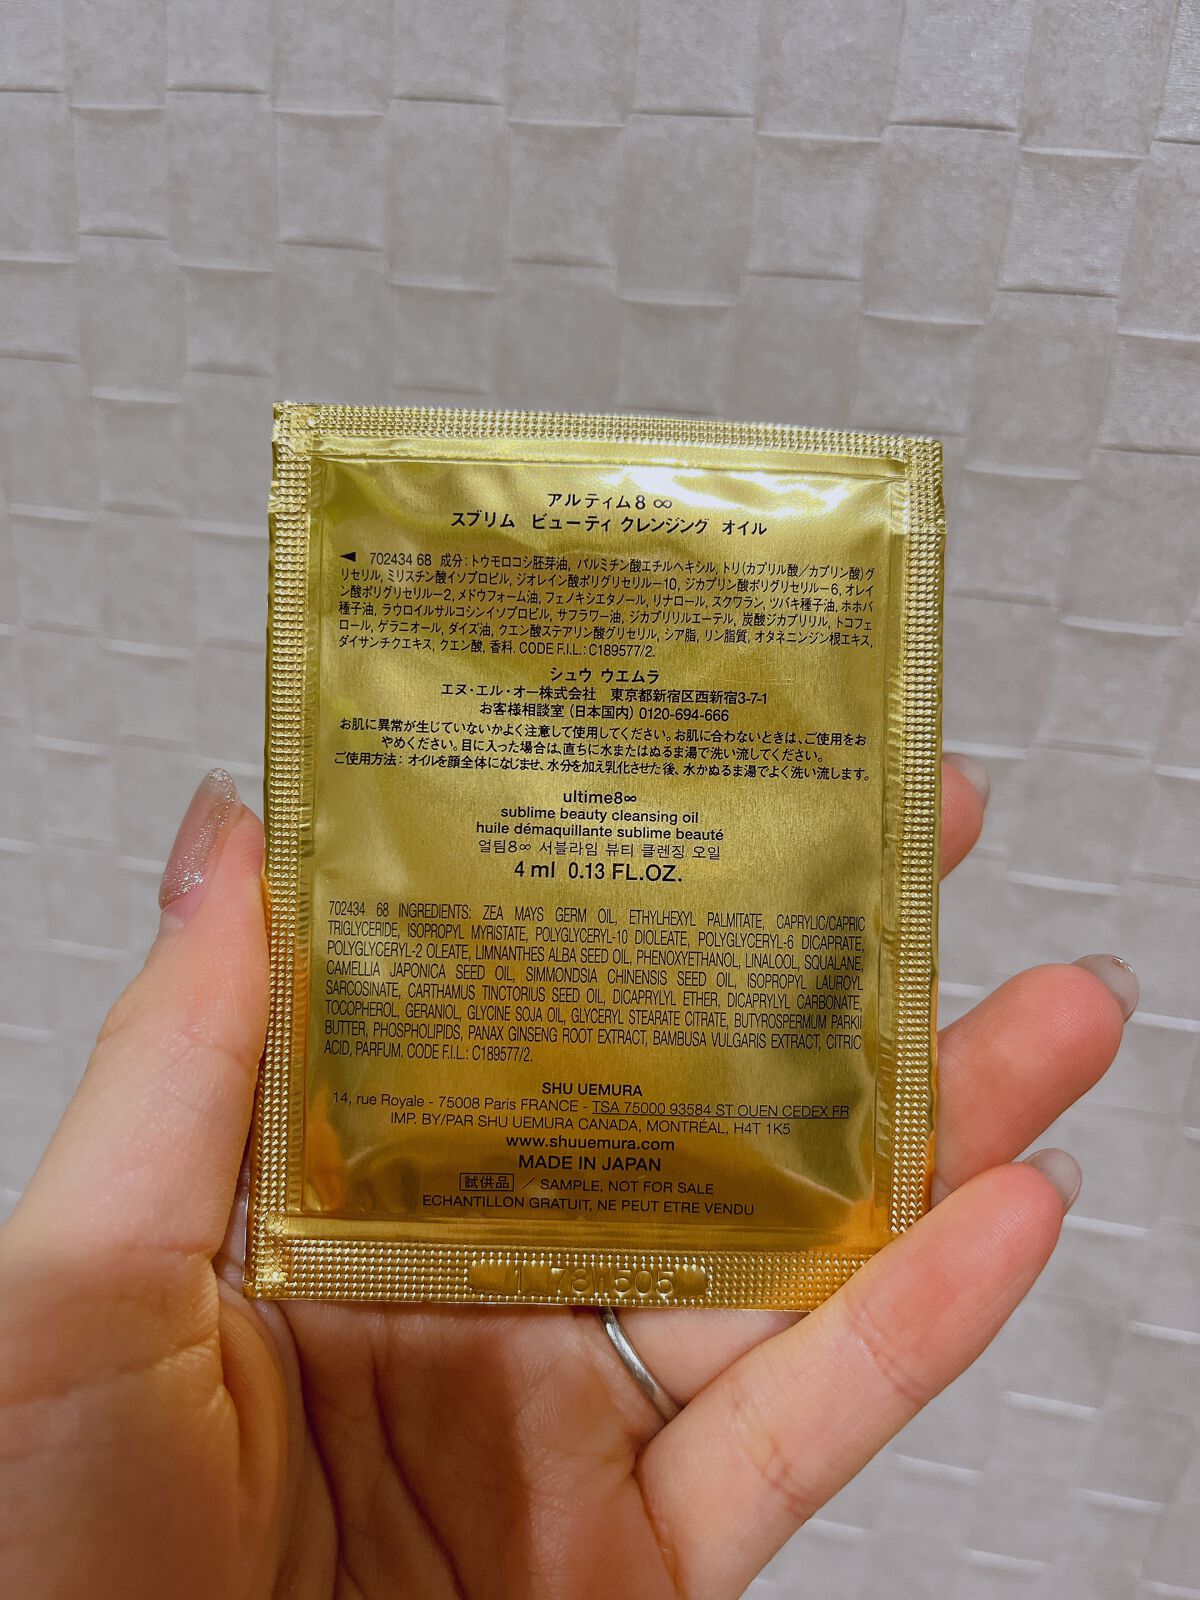 アルティム8 ∞
スブリム ビューティ クレンジング オイル
◀ 702434 68 成分：トウモロコシ胚芽油, パルミチン酸エチルヘキシル, トリ(カプリル酸／カプリン酸)グ
リセリル, ミリスチン酸イソプロピル, ジオレイン酸ポリグリセリルー10, ジカプリン酸ポリグリセリルー6, オレイ
ン酸ポリグリセリルー2, メドウフォーム油, フェノキシエタノール, リナロール, スクワラン, ツバキ種子油, ホホバ
種子油, ラウロイルサルコシンイソプロピル, サフラワー油, ジカプリリルエーテル, 炭酸ジカプリリル, トコフェ
ロール, ゲラニオール, ダイズ油, クエン酸ステアリン酸グリセリル, シア脂, リン脂質, オタネニンジン根エキス,
ダイサンチクエキス, クエン酸, 香料. CODE F.I.L.: C189577/2.
シュウ ウエムラ
エヌ・エル・オー株式会社 東京都新宿区西新宿3-7-1
お客様相談室 (日本国内) 0120-694-666
お肌に異常が生じていないかよく注意して使用してください。お肌に合わないときは、ご使用をお
やめください。目に入った場合は、直ちに水またはぬるま湯で洗い流してください。
ご使用方法： オイルを顔全体になじませ、水分を加え乳化させた後、水かぬるま湯でよく洗い流します。
ultime8∞
sublime beauty cleansing oil
huile démaquillante sublime beauté
얼팀8∞ 서블라임 뷰티 클렌징 오일
4 ml 0.13 FL.OZ.
702434 68 INGREDIENTS: ZEA MAYS GERM OIL, ETHYLHEXYL PALMITATE, CAPRYLIC/CAPRIC
TRIGLYCERIDE, ISOPROPYL MYRISTATE, POLYGLYCERYL-10 DIOLEATE, POLYGLYCERYL-6 DICAPRATE,
POLYGLYCERYL-2 OLEATE, LIMNANTHES ALBA SEED OIL, PHENOXYETHANOL, LINALOOL, SQUALANE,
CAMELLIA JAPONICA SEED OIL, SIMMONDSIA CHINENSIS SEED OIL, ISOPROPYL LAUROYL
SARCOSINATE, CARTHAMUS TINCTORIUS SEED OIL, DICAPRYLYL ETHER, DICAPRYLYL CARBONATE,
TOCOPHEROL, GERANIOL, GLYCINE SOJA OIL, GLYCERYL STEARATE CITRATE, BUTYROSPERMUM PARKII
BUTTER, PHOSPHOLIPIDS, PANAX GINSENG ROOT EXTRACT, BAMBUSA VULGARIS EXTRACT, CITRIC
ACID, PARFUM. CODE F.I.L.: C189577/2.
SHU UEMURA
14, rue Royale - 75008 Paris FRANCE - TSA 75000 93584 ST OUEN CEDEX FR
IMP. BY/PAR SHU UEMURA CANADA, MONTRÉAL, H4T 1K5
www.shuuemura.com
MADE IN JAPAN
試供品 ／ SAMPLE, NOT FOR SALE
ECHANTILLON GRATUIT, NE PEUT ETRE VENDU